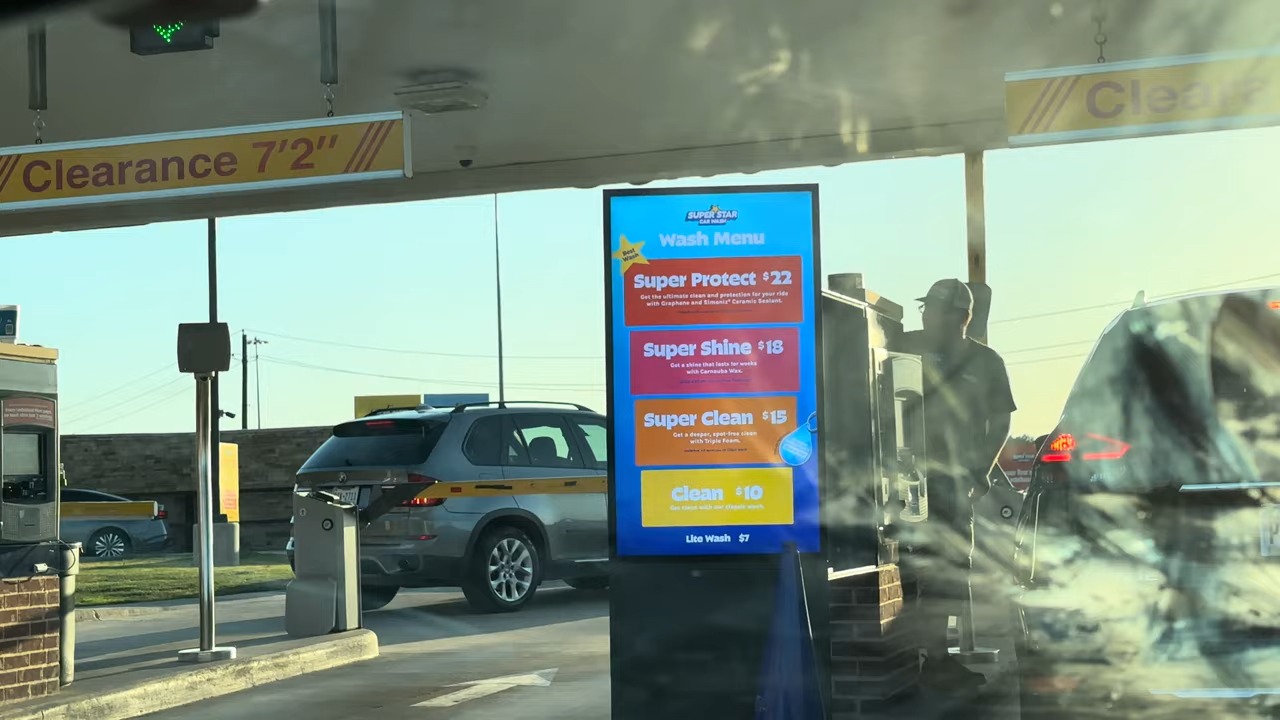 Clearance 7'2"
Clear
SUPER STAR
CAR WASH
Wash Menu
Best
Wash
Super Protect $22
Get the ultimate clean and protection for your ride
with Graphene and Simoniz® Ceramic Sealant.
Super Shine $18
Get a shine that lasts for weeks
with Carnauba Wax.
Super Clean $15
Get a deeper, spot-free clean
with Triple Foam.
Clean $10
Get clean with our classic wash.
Lite Wash $7